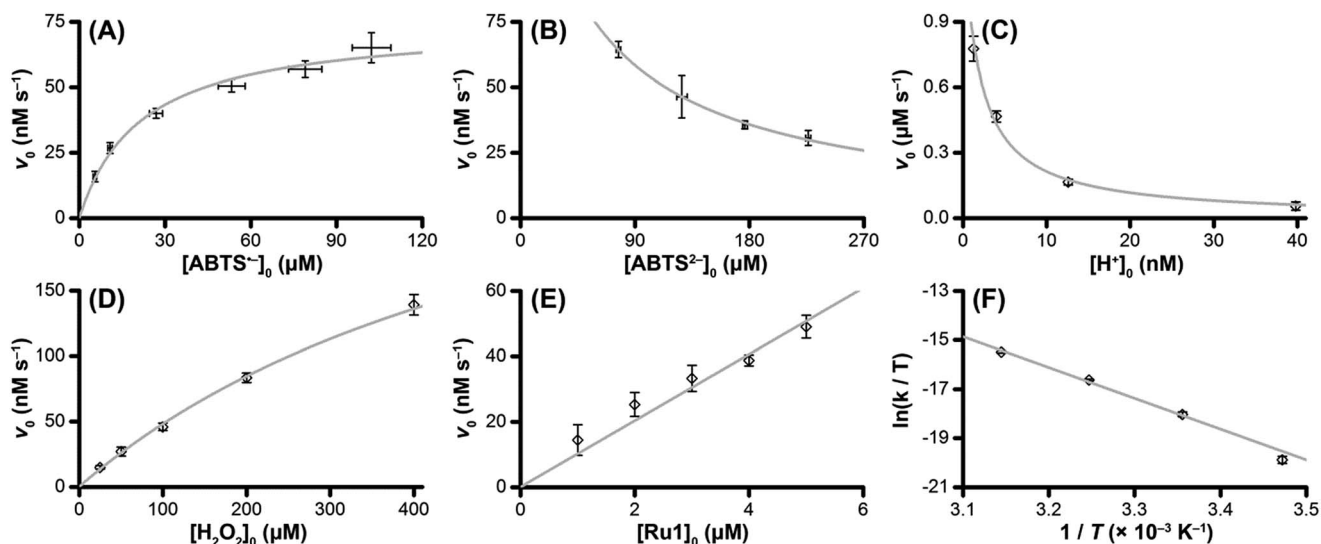 (A)
75
50
25
0
v₀ (nM s⁻¹)
0 30 60 90 120
[ABTS•−]₀ (µM)
(B)
75
50
25
0
v₀ (nM s⁻¹)
0 90 180 270
[ABTS²⁻]₀ (µM)
(C)
0.9
0.6
0.3
0.0
v₀ (µM s⁻¹)
0 10 20 30 40
[H⁺]₀ (nM)
(D)
150
100
50
0
v₀ (nM s⁻¹)
0 100 200 300 400
[H₂O₂]₀ (µM)
(E)
60
40
20
0
v₀ (nM s⁻¹)
0 2 4 6
[Ru1]₀ (µM)
(F)
-13
-15
-17
-19
-21
ln(k / T)
3.1 3.2 3.3 3.4 3.5
1 / T (× 10⁻³ K⁻¹)